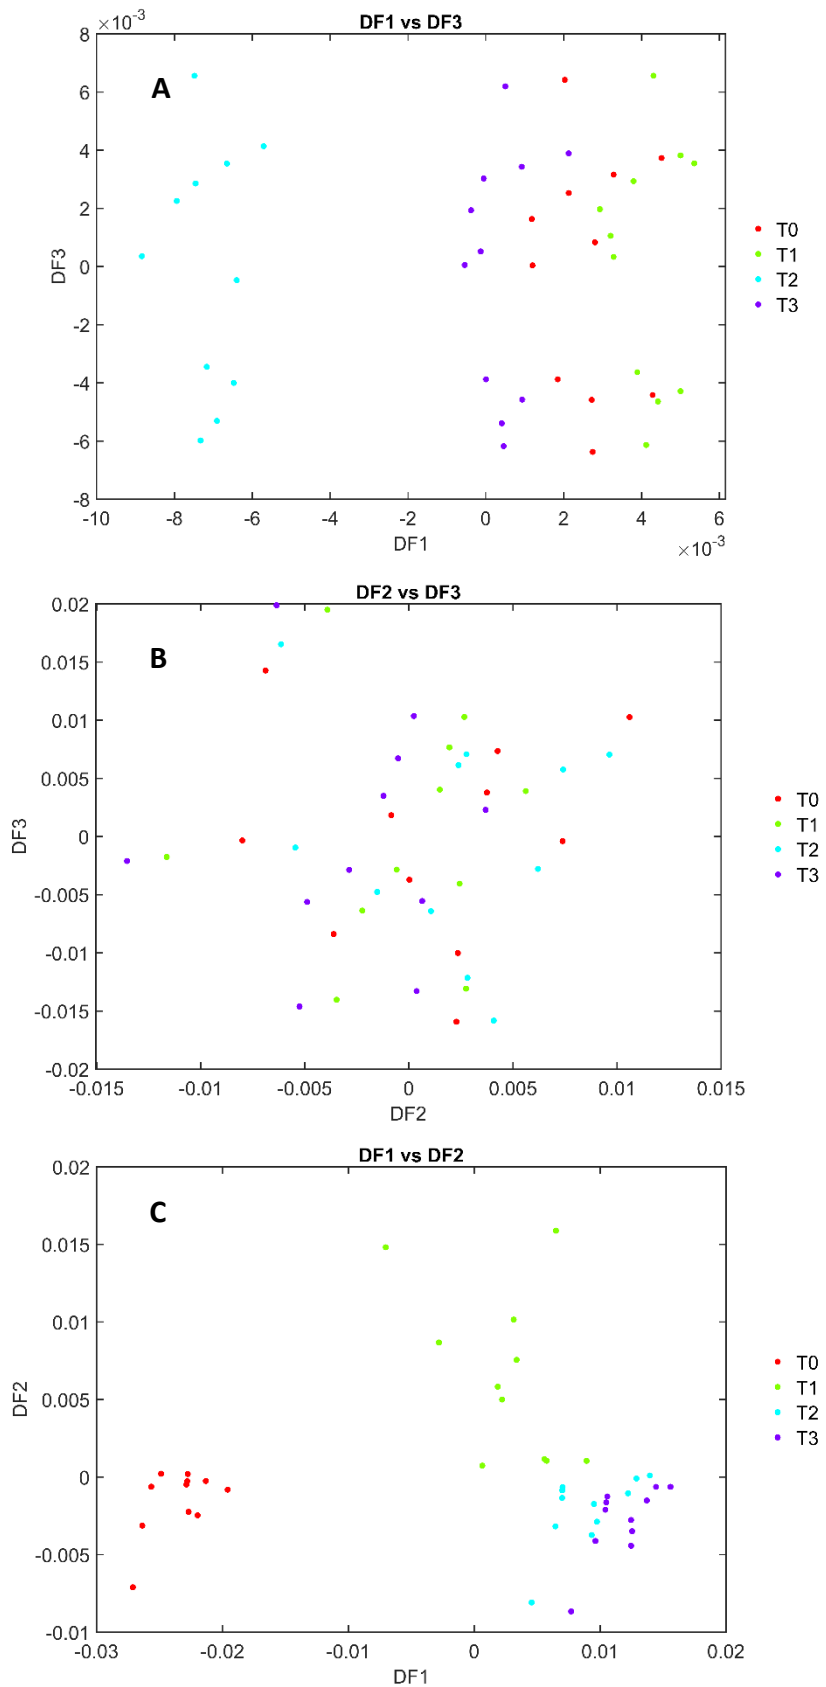 DF1 vs DF3
×10⁻³
A
8
6
4
2
0
-2
-4
-6
-8
DF3
-10 -8 -6 -4 -2 0 2 4 6
DF1
×10⁻³
T0
T1
T2
T3
DF2 vs DF3
B
0.02
0.015
0.01
0.005
0
-0.005
-0.01
-0.015
-0.02
DF3
-0.015 -0.01 -0.005 0 0.005 0.01 0.015
DF2
T0
T1
T2
T3
DF1 vs DF2
C
0.02
0.015
0.01
0.005
0
-0.005
-0.01
DF2
-0.03 -0.02 -0.01 0 0.01 0.02
DF1
T0
T1
T2
T3